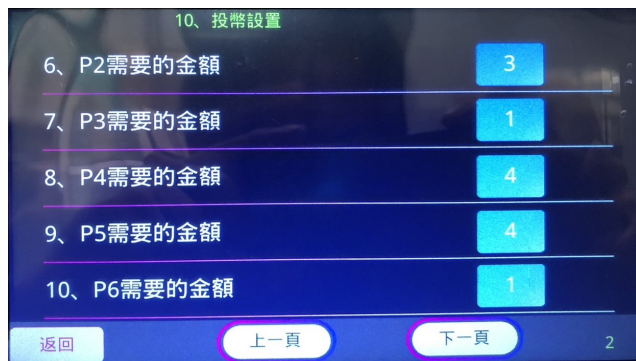 10、投幣設置
6、P2需要的金額 3
7、P3需要的金額 1
8、P4需要的金額 4
9、P5需要的金額 4
10、P6需要的金額 1
返回 上一頁 下一頁 2